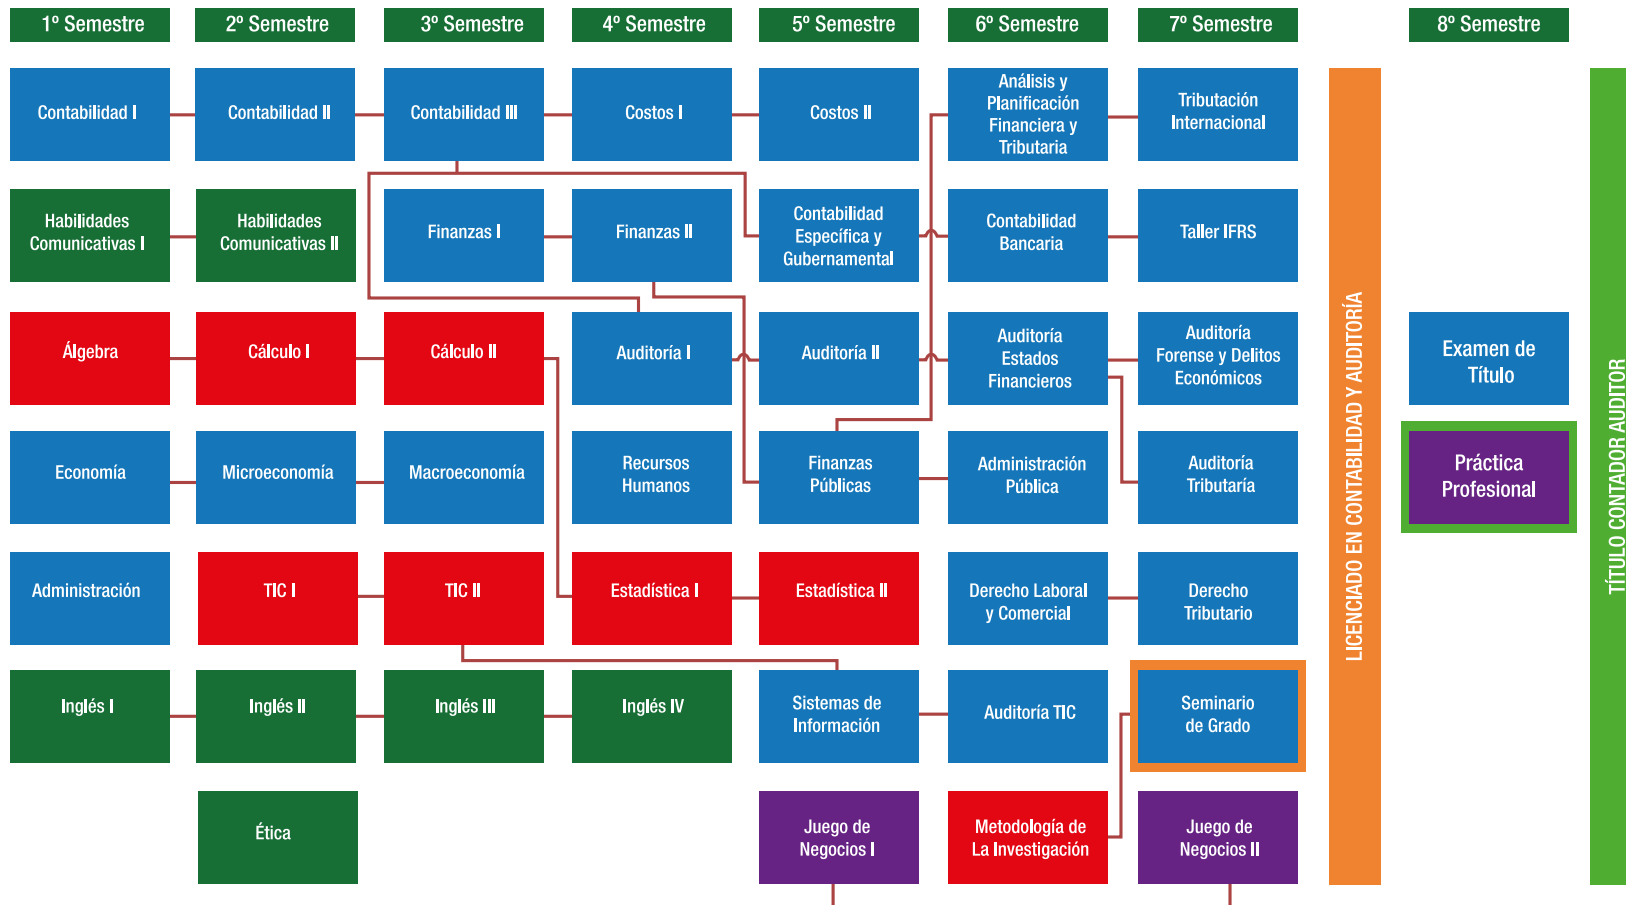 1º Semestre
2º Semestre
3º Semestre
4º Semestre
5º Semestre
6º Semestre
7º Semestre
8º Semestre
Contabilidad I
Contabilidad II
Contabilidad III
Costos I
Costos II
Análisis y
Planificación
Financiera y
Tributaria
Tributación
Internacional
Habilidades
Comunicativas I
Habilidades
Comunicativas II
Finanzas I
Finanzas II
Contabilidad
Específica y
Gubernamental
Contabilidad
Bancaria
Taller IFRS
Álgebra
Cálculo I
Cálculo II
Auditoría I
Auditoría II
Auditoría
Estados
Financieros
Auditoría
Forense y Delitos
Económicos
Examen de
Título
Economía
Microeconomía
Macroeconomía
Recursos
Humanos
Finanzas
Públicas
Administración
Pública
Auditoría
Tributaría
Práctica
Profesional
Administración
TIC I
TIC II
Estadística I
Estadística II
Derecho Laboral
y Comercial
Derecho
Tributario
Inglés I
Inglés II
Inglés III
Inglés IV
Sistemas de
Información
Auditoría TIC
Seminario
de Grado
Ética
Juego de
Negocios I
Metodología de
La Investigación
Juego de
Negocios II
LICENCIADO EN CONTABILIDAD Y AUDITORÍA
TÍTULO CONTADOR AUDITOR